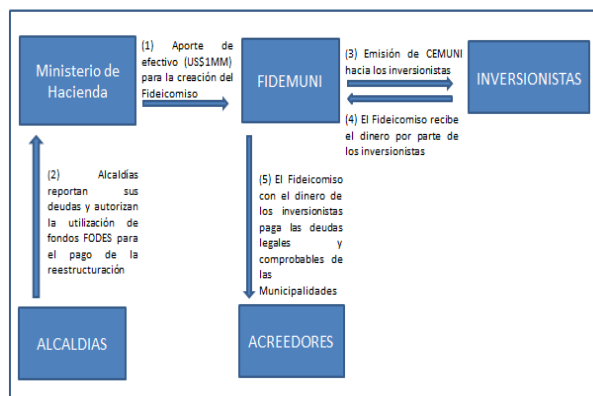 Ministerio de
Hacienda
(1) Aporte de
efectivo (US$1MM)
para la creación del
Fideicomiso
FIDEMUNI
(3) Emisión de CEMUNI
hacia los inversionistas
INVERSIONISTAS
(4) El Fideicomiso recibe
el dinero por parte de
los inversionistas
(2) Alcaldías
reportan sus
deudas y autorizan
la utilización de
fondos FODES para
el pago de la
reestructuración
(5) El Fideicomiso
con el dinero de
los inversionistas
paga las deudas
legales y
comprobables de
las
Municipalidades
ALCALDIAS
ACREEDORES